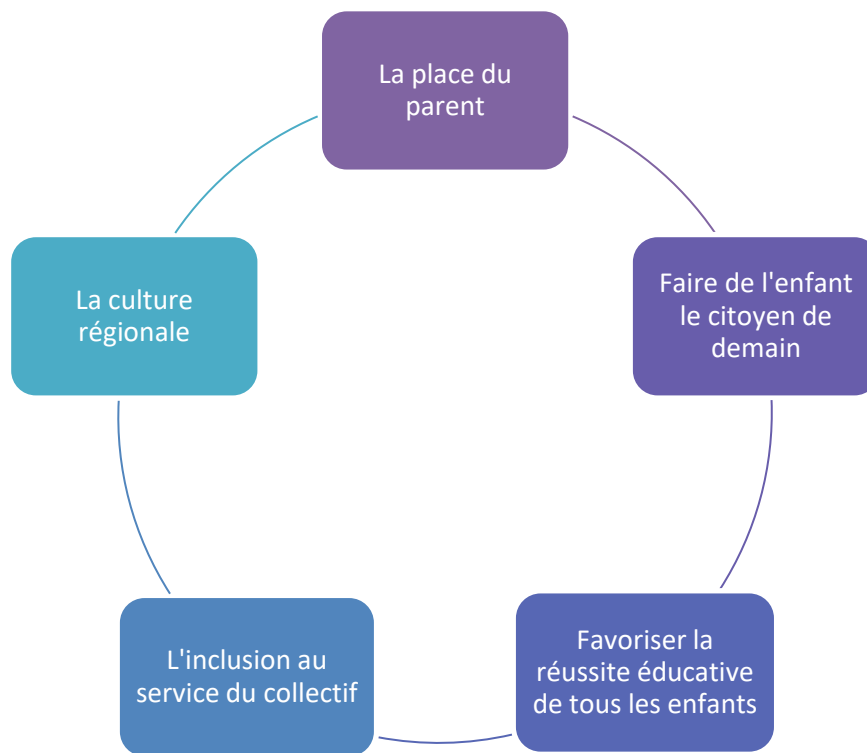 La place du
parent
Faire de l'enfant
le citoyen de
demain
Favoriser la
réussite éducative
de tous les enfants
L'inclusion au
service du collectif
La culture
régionale